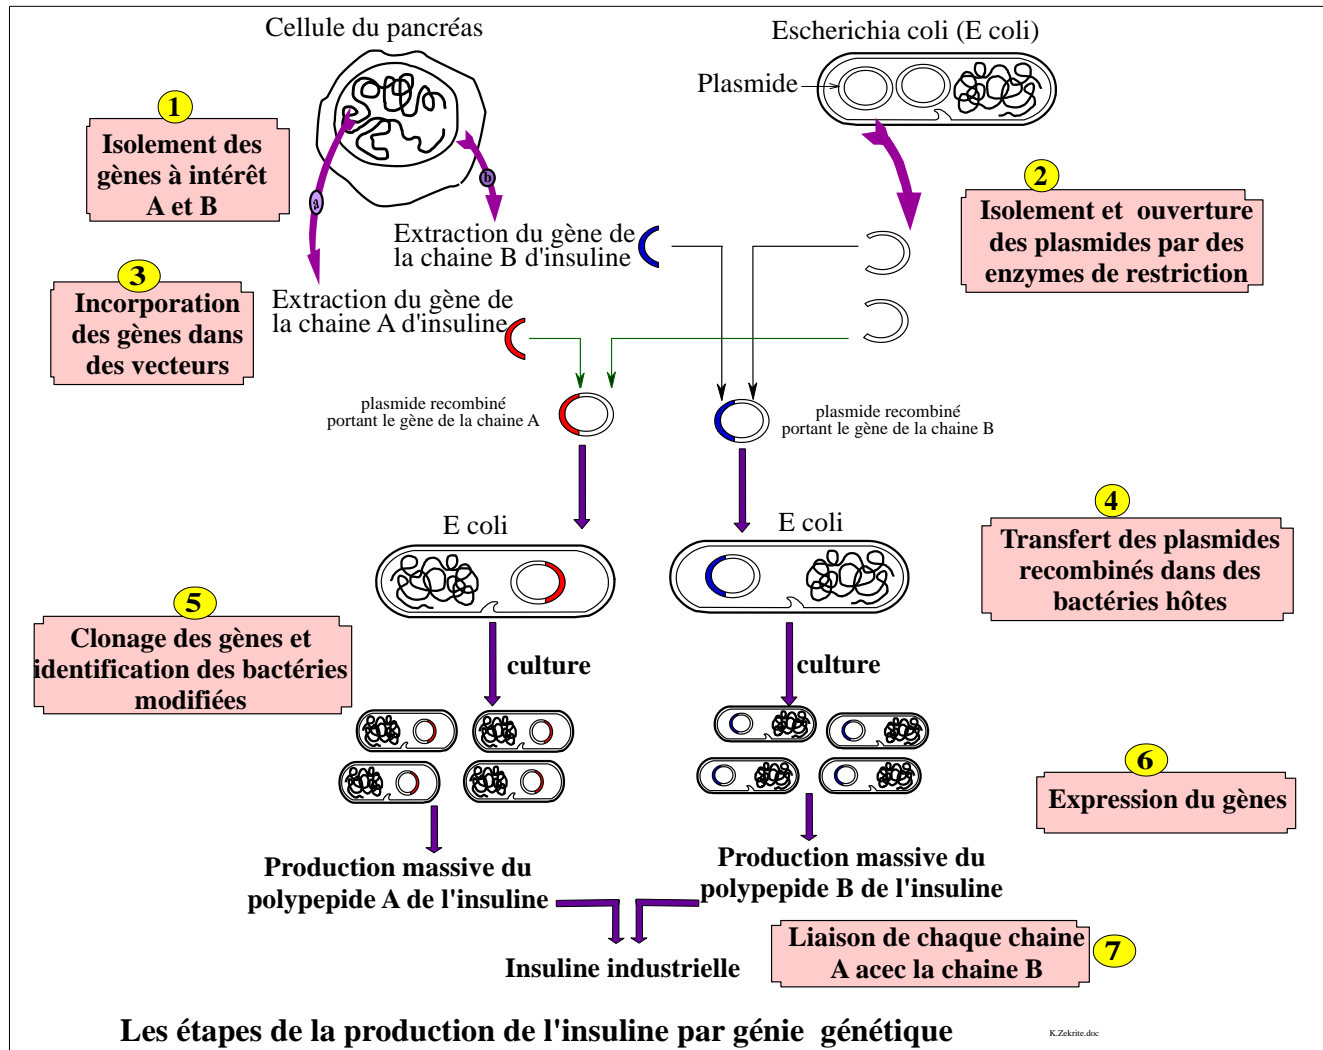 Cellule du pancréas
Escherichia coli (E coli)
Plasmide
1
Isolement des
gènes à intérêt
A et B
a
b
2
Isolement et ouverture
des plasmides par des
enzymes de restriction
Extraction du gène de
la chaine B d'insuline
3
Incorporation
des gènes dans
des vecteurs
Extraction du gène de
la chaine A d'insuline
plasmide recombiné
portant le gène de la chaine A
plasmide recombiné
portant le gène de la chaine B
4
Transfert des plasmides
recombinés dans des
bactéries hôtes
E coli
E coli
5
Clonage des gènes et
identification des bactéries
modifiées
culture
culture
6
Expression du gènes
Production massive du
polypepide A de l'insuline
Production massive du
polypepide B de l'insuline
7
Liaison de chaque chaine
A acec la chaine B
Insuline industrielle
Les étapes de la production de l'insuline par génie génétique
K.Zekrite.doc